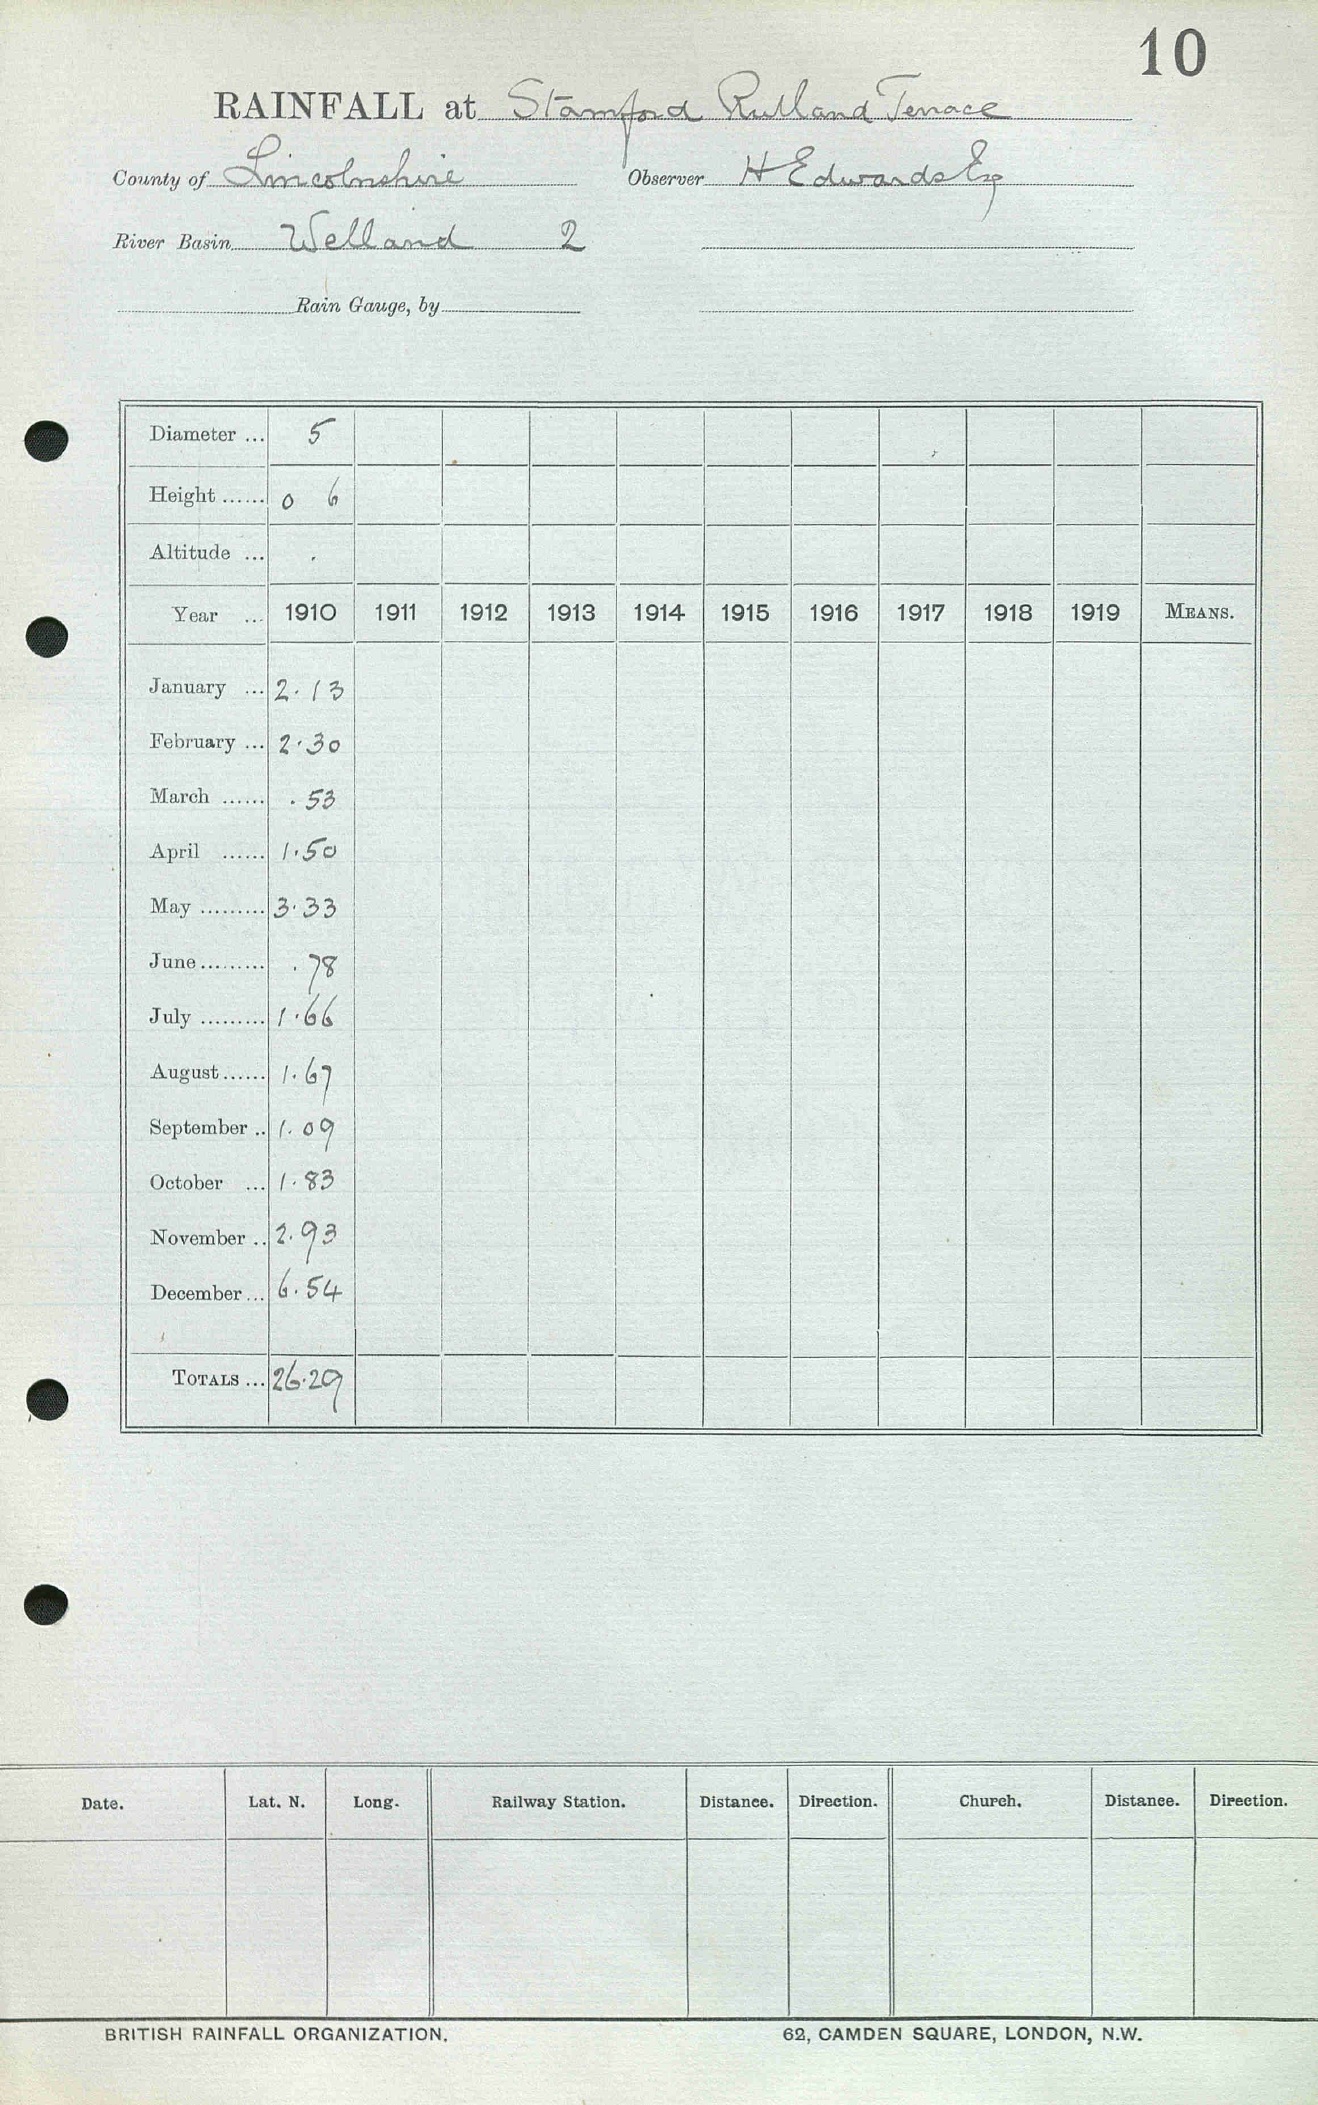 10
RAINFALL at Stamford Rutland Terrace
County of Lincolnshire Observer H Edwards Esq
River Basin Welland 2
Rain Gauge, by
Diameter ... 5
Height ...... 0 6
Altitude ... .
Year ... 1910 1911 1912 1913 1914 1915 1916 1917 1918 1919 MEANS.
January ... 2.13
February ... 2.30
March ...... .53
April ...... 1.50
May ......... 3.33
June ......... .78
July ......... 1.66
August ...... 1.67
September .. 1.09
October ... 1.83
November .. 2.93
December ... 6.54
TOTALS ... 26.29
Date. Lat. N. Long. Railway Station. Distance. Direction. Church. Distance. Direction.
BRITISH RAINFALL ORGANIZATION. 62, CAMDEN SQUARE, LONDON, N.W.